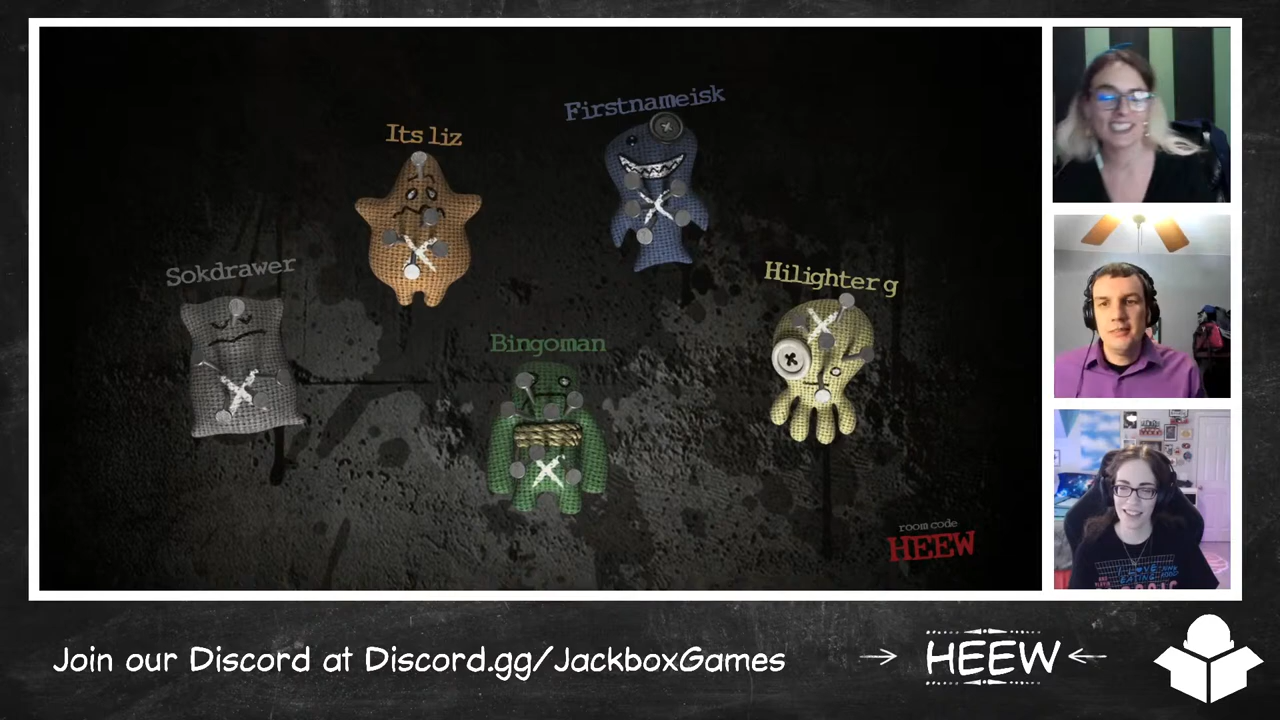 Firstnameisk
Its liz
Sokdrawer
Hilighter g
Bingoman
room code
HEEW
Join our Discord at Discord.gg/JackboxGames
HEEW